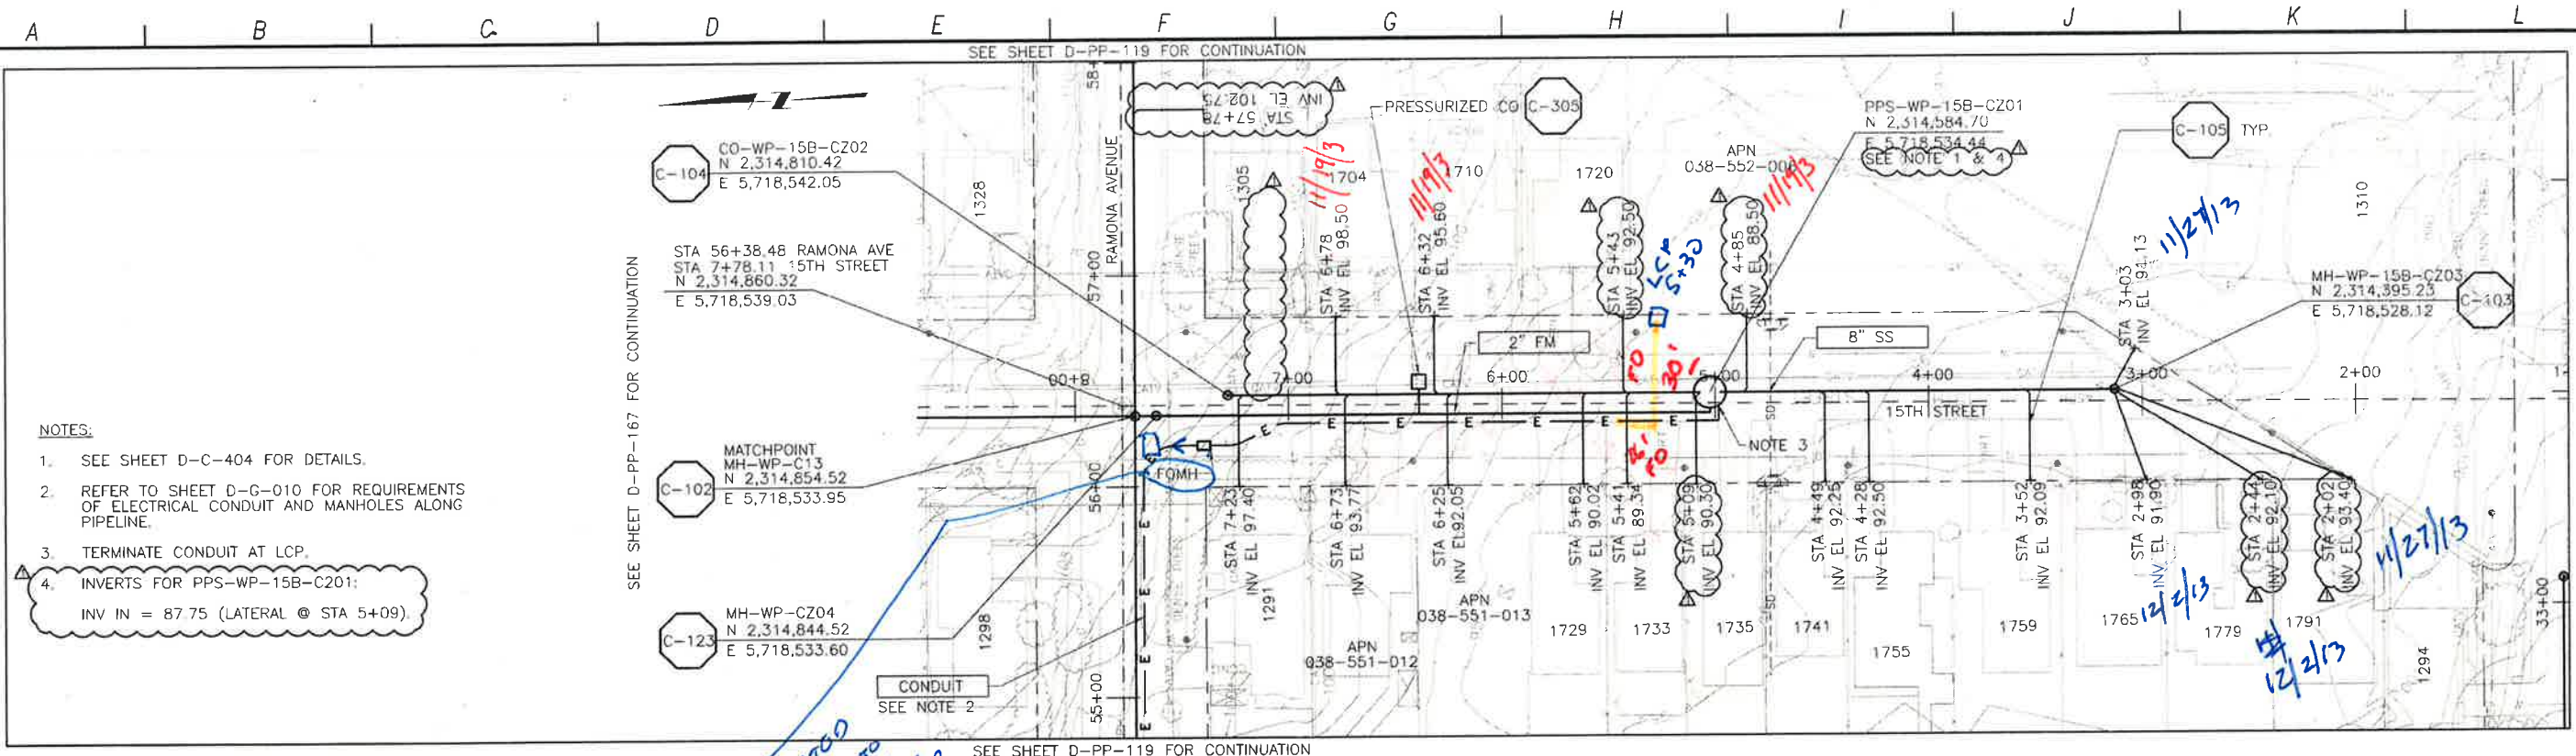 A B C D E F G H I J K L
SEE SHEET D-PP-119 FOR CONTINUATION
C-104
CO-WP-15B-CZ02
N 2,314,810.42
E 5,718,542.05
STA 56+38.48 RAMONA AVE
STA 7+78.11 15TH STREET
N 2,314,860.32
E 5,718,539.03
SEE SHEET D-PP-167 FOR CONTINUATION
C-102
MATCHPOINT
MH-WP-C13
N 2,314,854.52
E 5,718,533.95
C-123
MH-WP-CZ04
N 2,314,844.52
E 5,718,533.60
CONDUIT
SEE NOTE 2
NOTES:
1. SEE SHEET D-C-404 FOR DETAILS.
2. REFER TO SHEET D-G-010 FOR REQUIREMENTS
OF ELECTRICAL CONDUIT AND MANHOLES ALONG
PIPELINE.
3. TERMINATE CONDUIT AT LCP.
4. INVERTS FOR PPS-WP-15B-C201:
INV IN = 87.75 (LATERAL @ STA 5+09).
RAMONA AVENUE
58+
57+00
56+00
55+00
1328
1298
STA 57+78
INV EL 102.75
PRESSURIZED CO
C-305
1305
1704
1710
1720
APN
038-552-006
PPS-WP-15B-CZ01
N 2,314,584.70
E 5,718,534.44
SEE NOTE 1 & 4
C-105
TYP.
1310
11/19/3
11/19/3
11/19/3
11/27/13
STA 6+78
INV EL 98.50
STA 6+32
INV EL 95.60
STA 5+43
INV EL 92.50
LCP
5+30
STA 4+85
INV EL 88.50
STA 3+03
INV EL 94.13
MH-WP-15B-CZ03
N 2,314,395.23
E 5,718,528.12
C-103
2" FM
8" SS
FO
30'
8+00
7+00
6+00
5+00
4+00
3+00
2+00
15TH STREET
NOTE 3
FO
FOMH
STA 7+23
INV EL 97.40
STA 6+73
INV EL 93.77
STA 6+25
INV EL 92.05
STA 5+62
INV EL 90.02
STA 5+41
INV EL 89.34
STA 5+09
INV EL 90.30
STA 4+49
INV EL 92.25
STA 4+28
INV EL 92.50
STA 3+52
INV EL 92.09
STA 2+98
INV EL 91.90
STA 2+44
INV EL 92.10
STA 2+02
INV EL 93.40
11/27/13
12/2/13
12/2/13
1291
APN
038-551-012
APN
038-551-013
1729
1733
1735
1741
1755
1759
1765
1779
1791
1294
33+00
SEE SHEET D-PP-119 FOR CONTINUATION